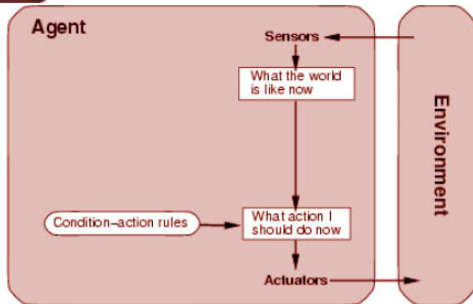 Agent
Sensors
What the world
is like now
Environment
Condition–action rules
What action I
should do now
Actuators